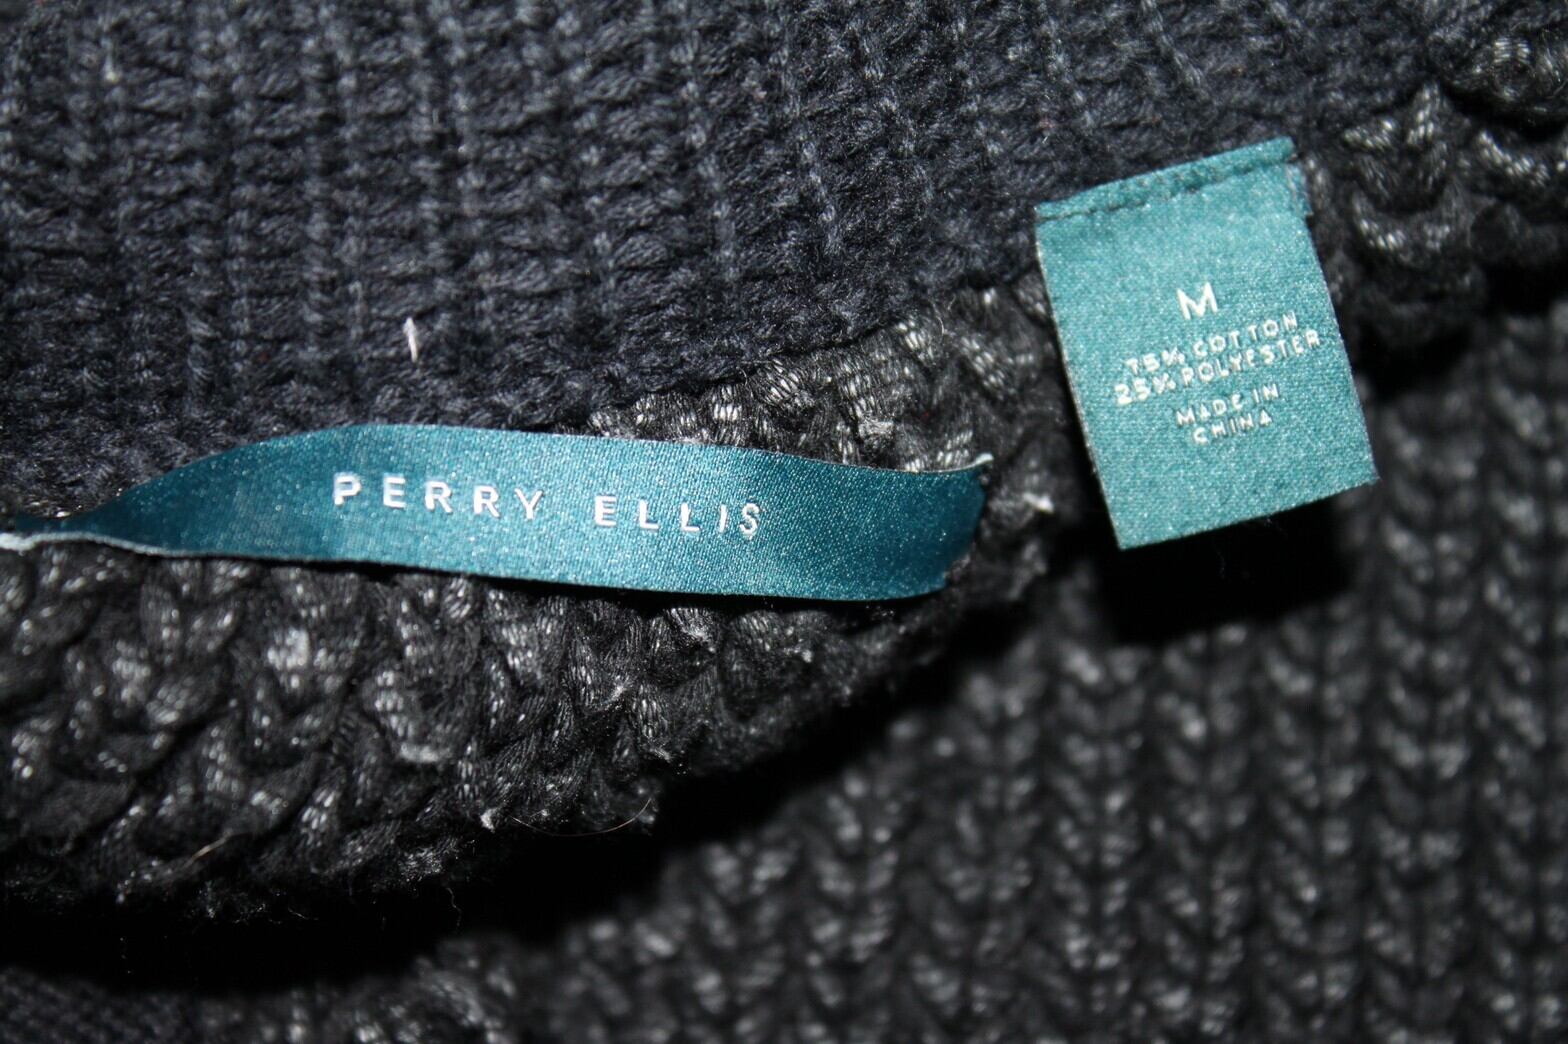 PERRY ELLIS
M
75% COTTON
25% POLYESTER
MADE IN
CHINA